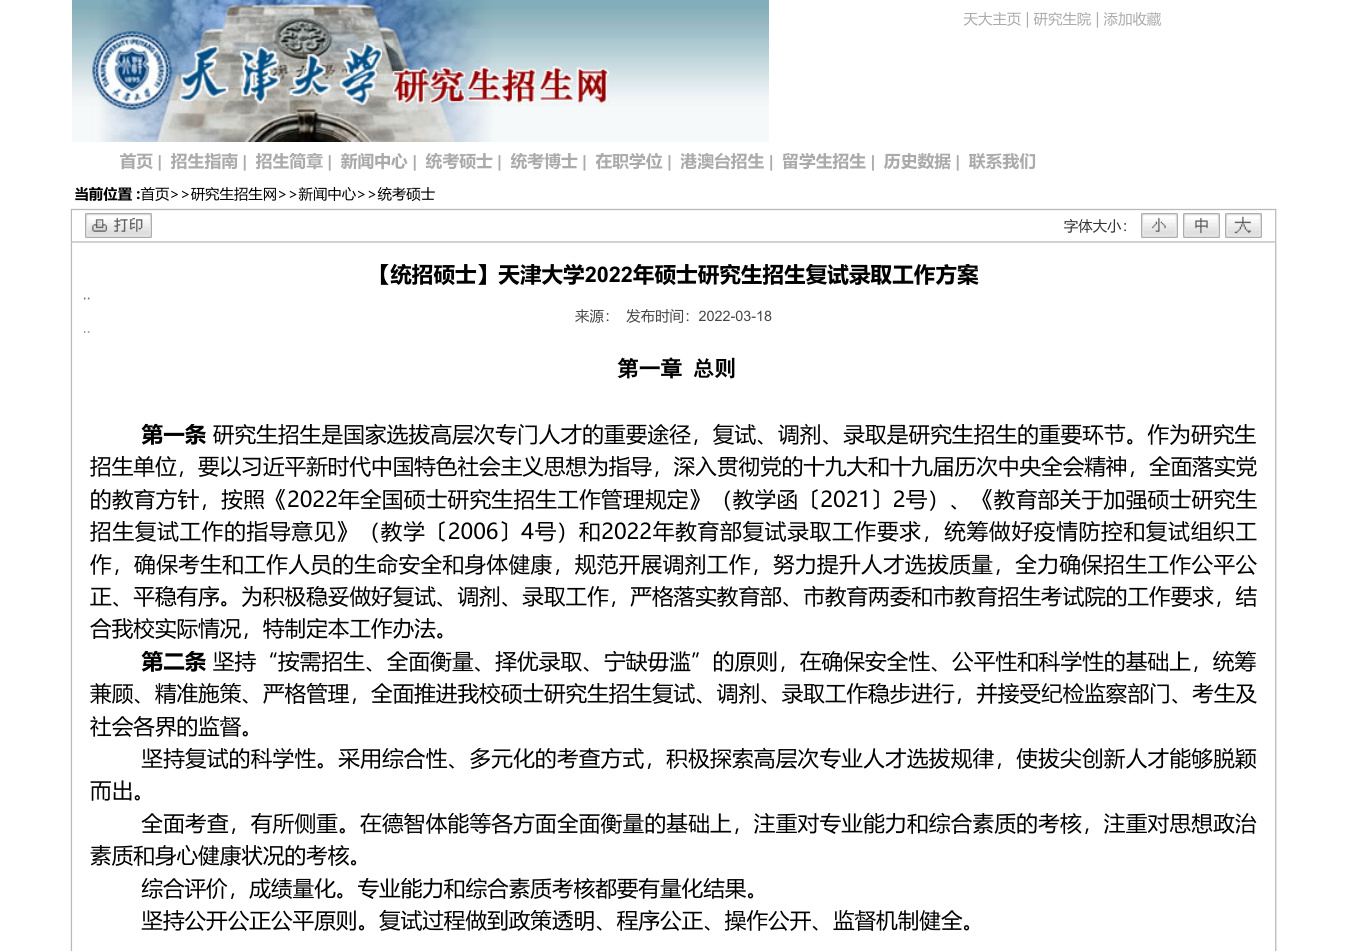 天大主页 | 研究生院 | 添加收藏
天津大学 研究生招生网
首页 | 招生指南 | 招生简章 | 新闻中心 | 统考硕士 | 统考博士 | 在职学位 | 港澳台招生 | 留学生招生 | 历史数据 | 联系我们
当前位置 :首页>>研究生招生网>>新闻中心>>统考硕士
打印 字体大小： 小 中 大
【统招硕士】天津大学2022年硕士研究生招生复试录取工作方案
..
来源： 发布时间：2022-03-18
..
第一章 总则
第一条 研究生招生是国家选拔高层次专门人才的重要途径，复试、调剂、录取是研究生招生的重要环节。作为研究生
招生单位，要以习近平新时代中国特色社会主义思想为指导，深入贯彻党的十九大和十九届历次中央全会精神，全面落实党
的教育方针，按照《2022年全国硕士研究生招生工作管理规定》（教学函〔2021〕2号）、《教育部关于加强硕士研究生
招生复试工作的指导意见》（教学〔2006〕4号）和2022年教育部复试录取工作要求，统筹做好疫情防控和复试组织工
作，确保考生和工作人员的生命安全和身体健康，规范开展调剂工作，努力提升人才选拔质量，全力确保招生工作公平公
正、平稳有序。为积极稳妥做好复试、调剂、录取工作，严格落实教育部、市教育两委和市教育招生考试院的工作要求，结
合我校实际情况，特制定本工作办法。
第二条 坚持“按需招生、全面衡量、择优录取、宁缺毋滥”的原则，在确保安全性、公平性和科学性的基础上，统筹
兼顾、精准施策、严格管理，全面推进我校硕士研究生招生复试、调剂、录取工作稳步进行，并接受纪检监察部门、考生及
社会各界的监督。
坚持复试的科学性。采用综合性、多元化的考查方式，积极探索高层次专业人才选拔规律，使拔尖创新人才能够脱颖
而出。
全面考查，有所侧重。在德智体能等各方面全面衡量的基础上，注重对专业能力和综合素质的考核，注重对思想政治
素质和身心健康状况的考核。
综合评价，成绩量化。专业能力和综合素质考核都要有量化结果。
坚持公开公正公平原则。复试过程做到政策透明、程序公正、操作公开、监督机制健全。